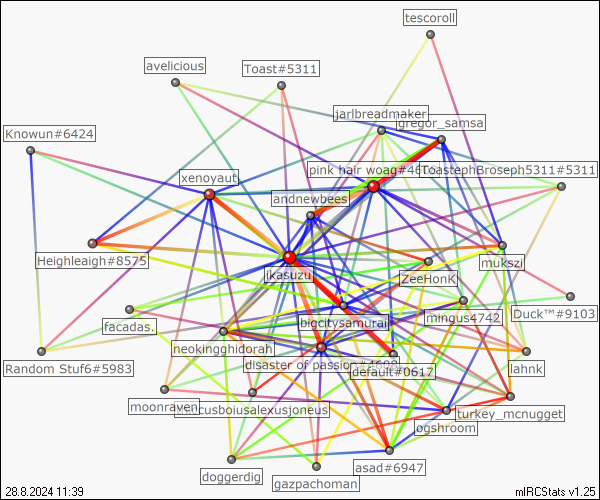 tescoroll
avelicious
Toast#5311
jarlbreadmaker
gregor_samsa
Knowun#6424
pink hair woag#46
ToastephBroseph5311#5311
xenoyaut
andnewbees
Heighleaigh#8575
ikasuzu
ZeeHonK
mukszi
Duck™#9103
facadas.
bigcitysamurai
mingus4742
neokingghidorah
Random Stuf6#5983
disaster of passion#4698
default#0617
lahnk
moonraven
turkey_mcnugget
ogshroom
doggerdig
asad#6947
gazpachoman
28.8.2024 11:39
mIRCStats v1.25